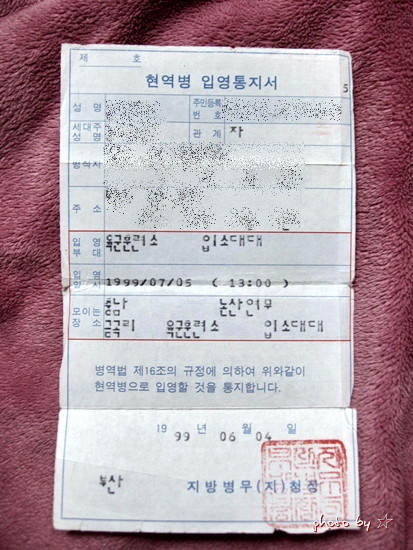 제 호
현역병 입영통지서
5
성명 주민등록번호
세대주성명 관계 자
주소
입영부대 육군훈련소 입소대대
입영일시 1999/07/05 ( 13:00 )
모이는장소 충남 논산 연무
금곡리 육군훈련소 입소대대
병역법 제16조의 규정에 의하여 위와같이
현역병으로 입영할 것을 통지합니다.
19 99 년 06 월 04 일
부산 지방병무(지)청장
photo by ☆